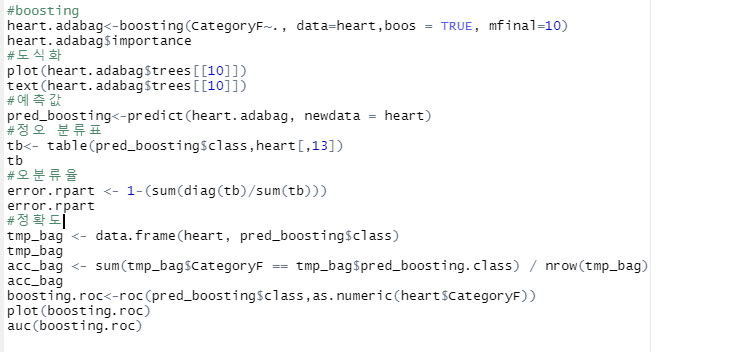 #boosting
heart.adabag<-boosting(CategoryF~., data=heart,boos = TRUE, mfinal=10)
heart.adabag$importance
#도식화
plot(heart.adabag$trees[[10]])
text(heart.adabag$trees[[10]])
#예측값
pred_boosting<-predict(heart.adabag, newdata = heart)
#정오 분류표
tb<- table(pred_boosting$class,heart[,13])
tb
#오분류율
error.rpart <- 1-(sum(diag(tb)/sum(tb)))
error.rpart
#정확도
tmp_bag <- data.frame(heart, pred_boosting$class)
tmp_bag
acc_bag <- sum(tmp_bag$CategoryF == tmp_bag$pred_boosting.class) / nrow(tmp_bag)
acc_bag
boosting.roc<-roc(pred_boosting$class,as.numeric(heart$CategoryF))
plot(boosting.roc)
auc(boosting.roc)